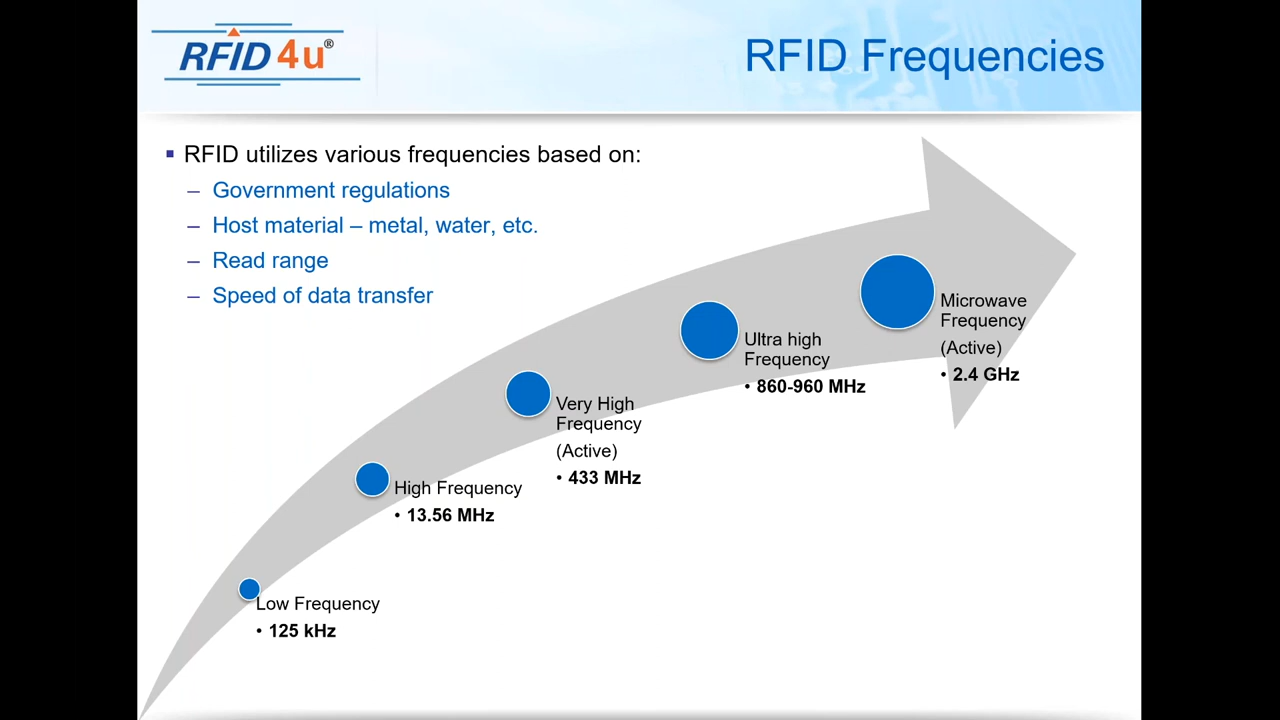 RFID 4u®
RFID Frequencies
▪ RFID utilizes various frequencies based on:
– Government regulations
– Host material – metal, water, etc.
– Read range
– Speed of data transfer
Microwave
Frequency
(Active)
• 2.4 GHz
Ultra high
Frequency
• 860-960 MHz
Very High
Frequency
(Active)
• 433 MHz
High Frequency
• 13.56 MHz
Low Frequency
• 125 kHz